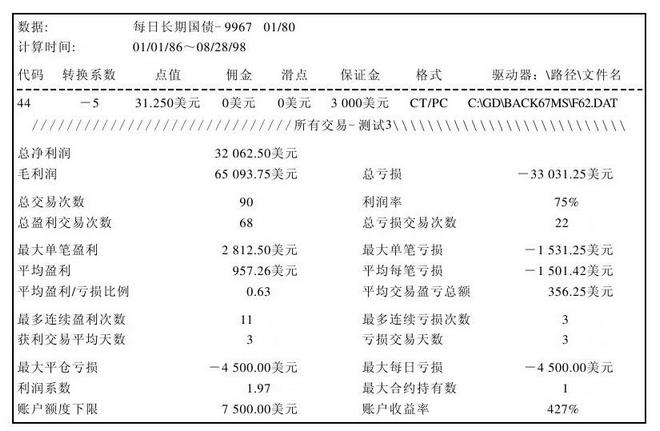 数据: 每日长期国债-9967 01/80
计算时间: 01/01/86～08/28/98
代码 转换系数 点值 佣金 滑点 保证金 格式 驱动器：\路径\文件名
44 －5 31.250美元 0美元 0美元 3 000美元 CT/PC C:\GD\BACK67MS\F62.DAT
//////////////////////////////所有交易-测试3\\\\\\\\\\\\\\\\\\\\\\\\\\\
总净利润 32 062.50美元
毛利润 65 093.75美元 总亏损 －33 031.25美元
总交易次数 90 利润率 75%
总盈利交易次数 68 总亏损交易次数 22
最大单笔盈利 2 812.50美元 最大单笔亏损 －1 531.25美元
平均盈利 957.26美元 平均每笔亏损 －1 501.42美元
平均盈利/亏损比例 0.63 平均交易盈亏总额 356.25美元
最多连续盈利次数 11 最多连续亏损次数 3
获利交易平均天数 3 亏损交易天数 3
最大平仓亏损 －4 500.00美元 最大每日亏损 －4 500.00美元
利润系数 1.97 最大合约持有数 1
账户额度下限 7 500.00美元 账户收益率 427%